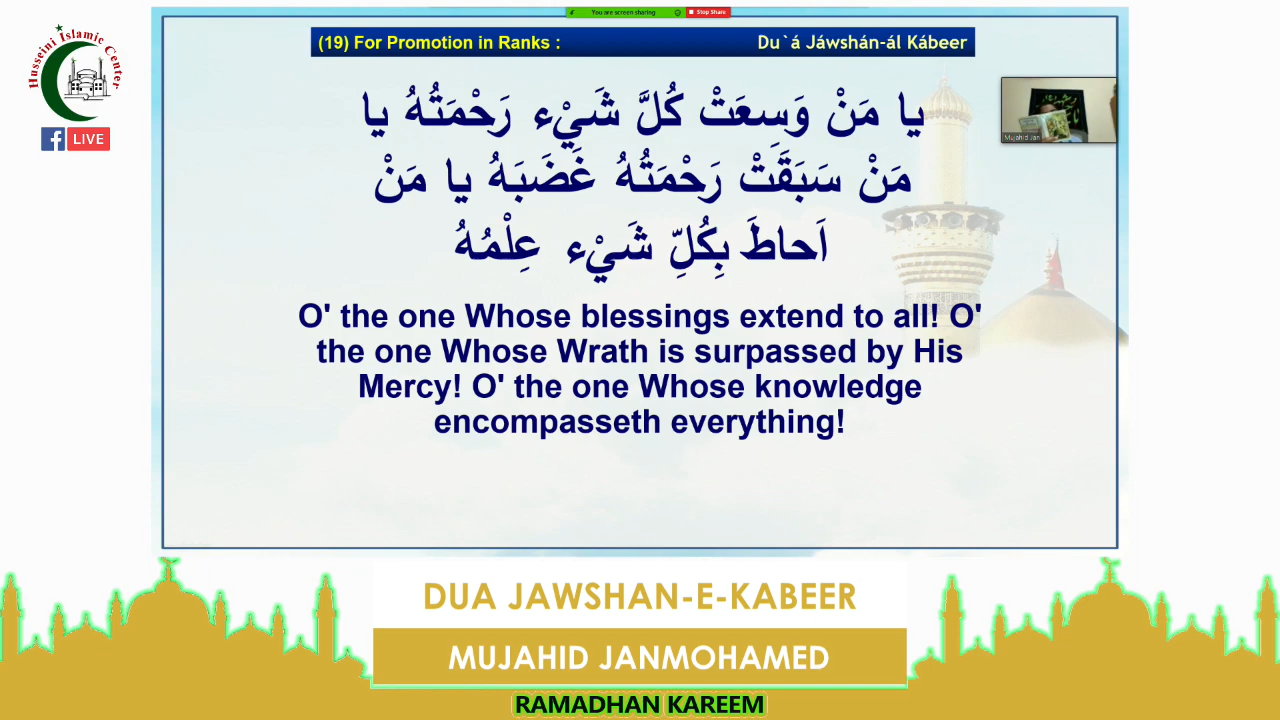 You are screen sharing
Stop Share
Husseini Islamic Center
LIVE
(19) For Promotion in Ranks : Du`á Jáwshán-ál Kábeer
يا مَنْ وَسِعَتْ كُلَّ شَيْء رَحْمَتُهُ يا
مَنْ سَبَقَتْ رَحْمَتُهُ غَضَبَهُ يا مَنْ
اَحاطَ بِكُلِّ شَيْء عِلْمُهُ
Mujahid Jan
O' the one Whose blessings extend to all! O'
the one Whose Wrath is surpassed by His
Mercy! O' the one Whose knowledge
encompasseth everything!
DUA JAWSHAN-E-KABEER
MUJAHID JANMOHAMED
RAMADHAN KAREEM